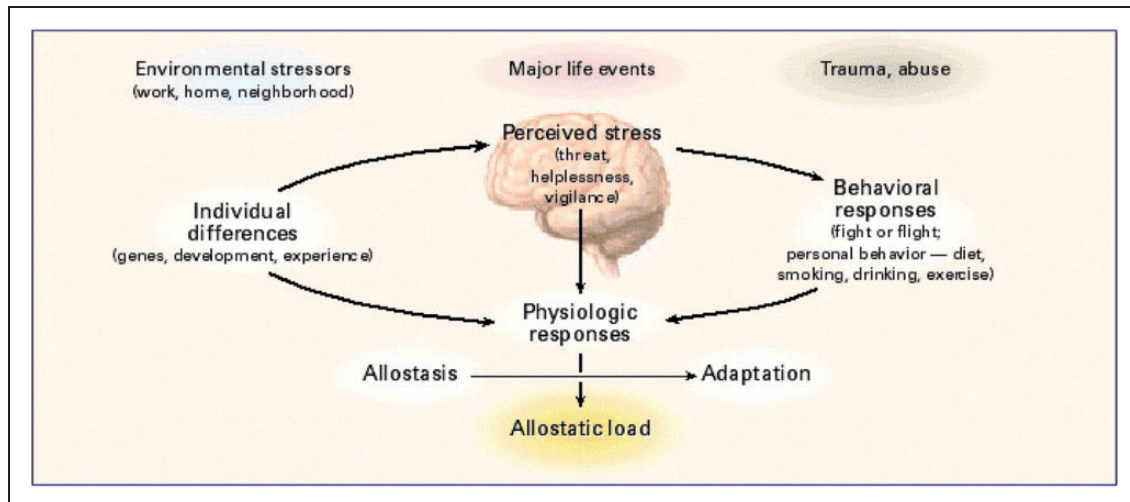 Environmental stressors
(work, home, neighborhood)
Major life events
Trauma, abuse
Perceived stress
(threat,
helplessness,
vigilance)
Individual
differences
(genes, development, experience)
Behavioral
responses
(fight or flight;
personal behavior — diet,
smoking, drinking, exercise)
Physiologic
responses
Allostasis
Adaptation
Allostatic load